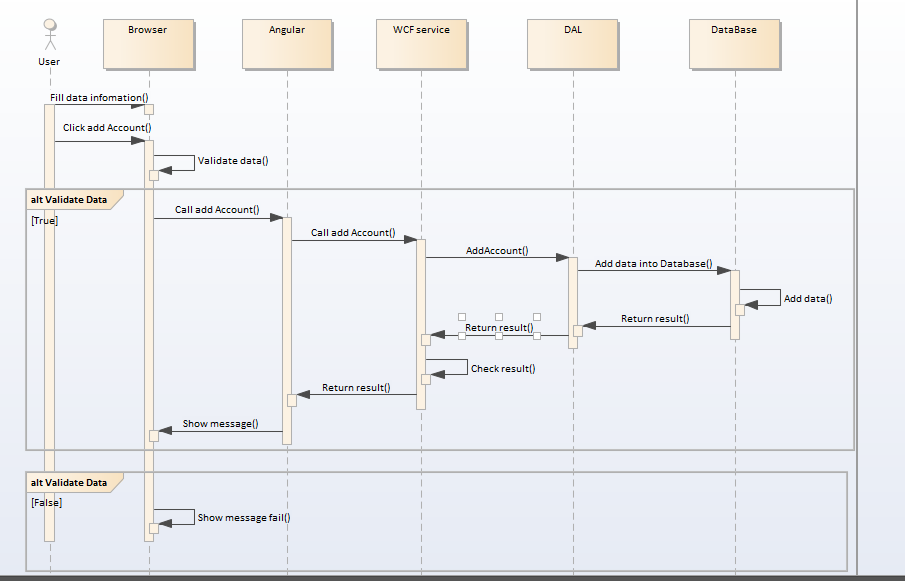 User
Browser
Angular
WCF service
DAL
DataBase
Fill data infomation()
Click add Account()
Validate data()
alt Validate Data
[True]
Call add Account()
Call add Account()
AddAccount()
Add data into Database()
Add data()
Return result()
Return result()
Check result()
Return result()
Show message()
alt Validate Data
[False]
Show message fail()